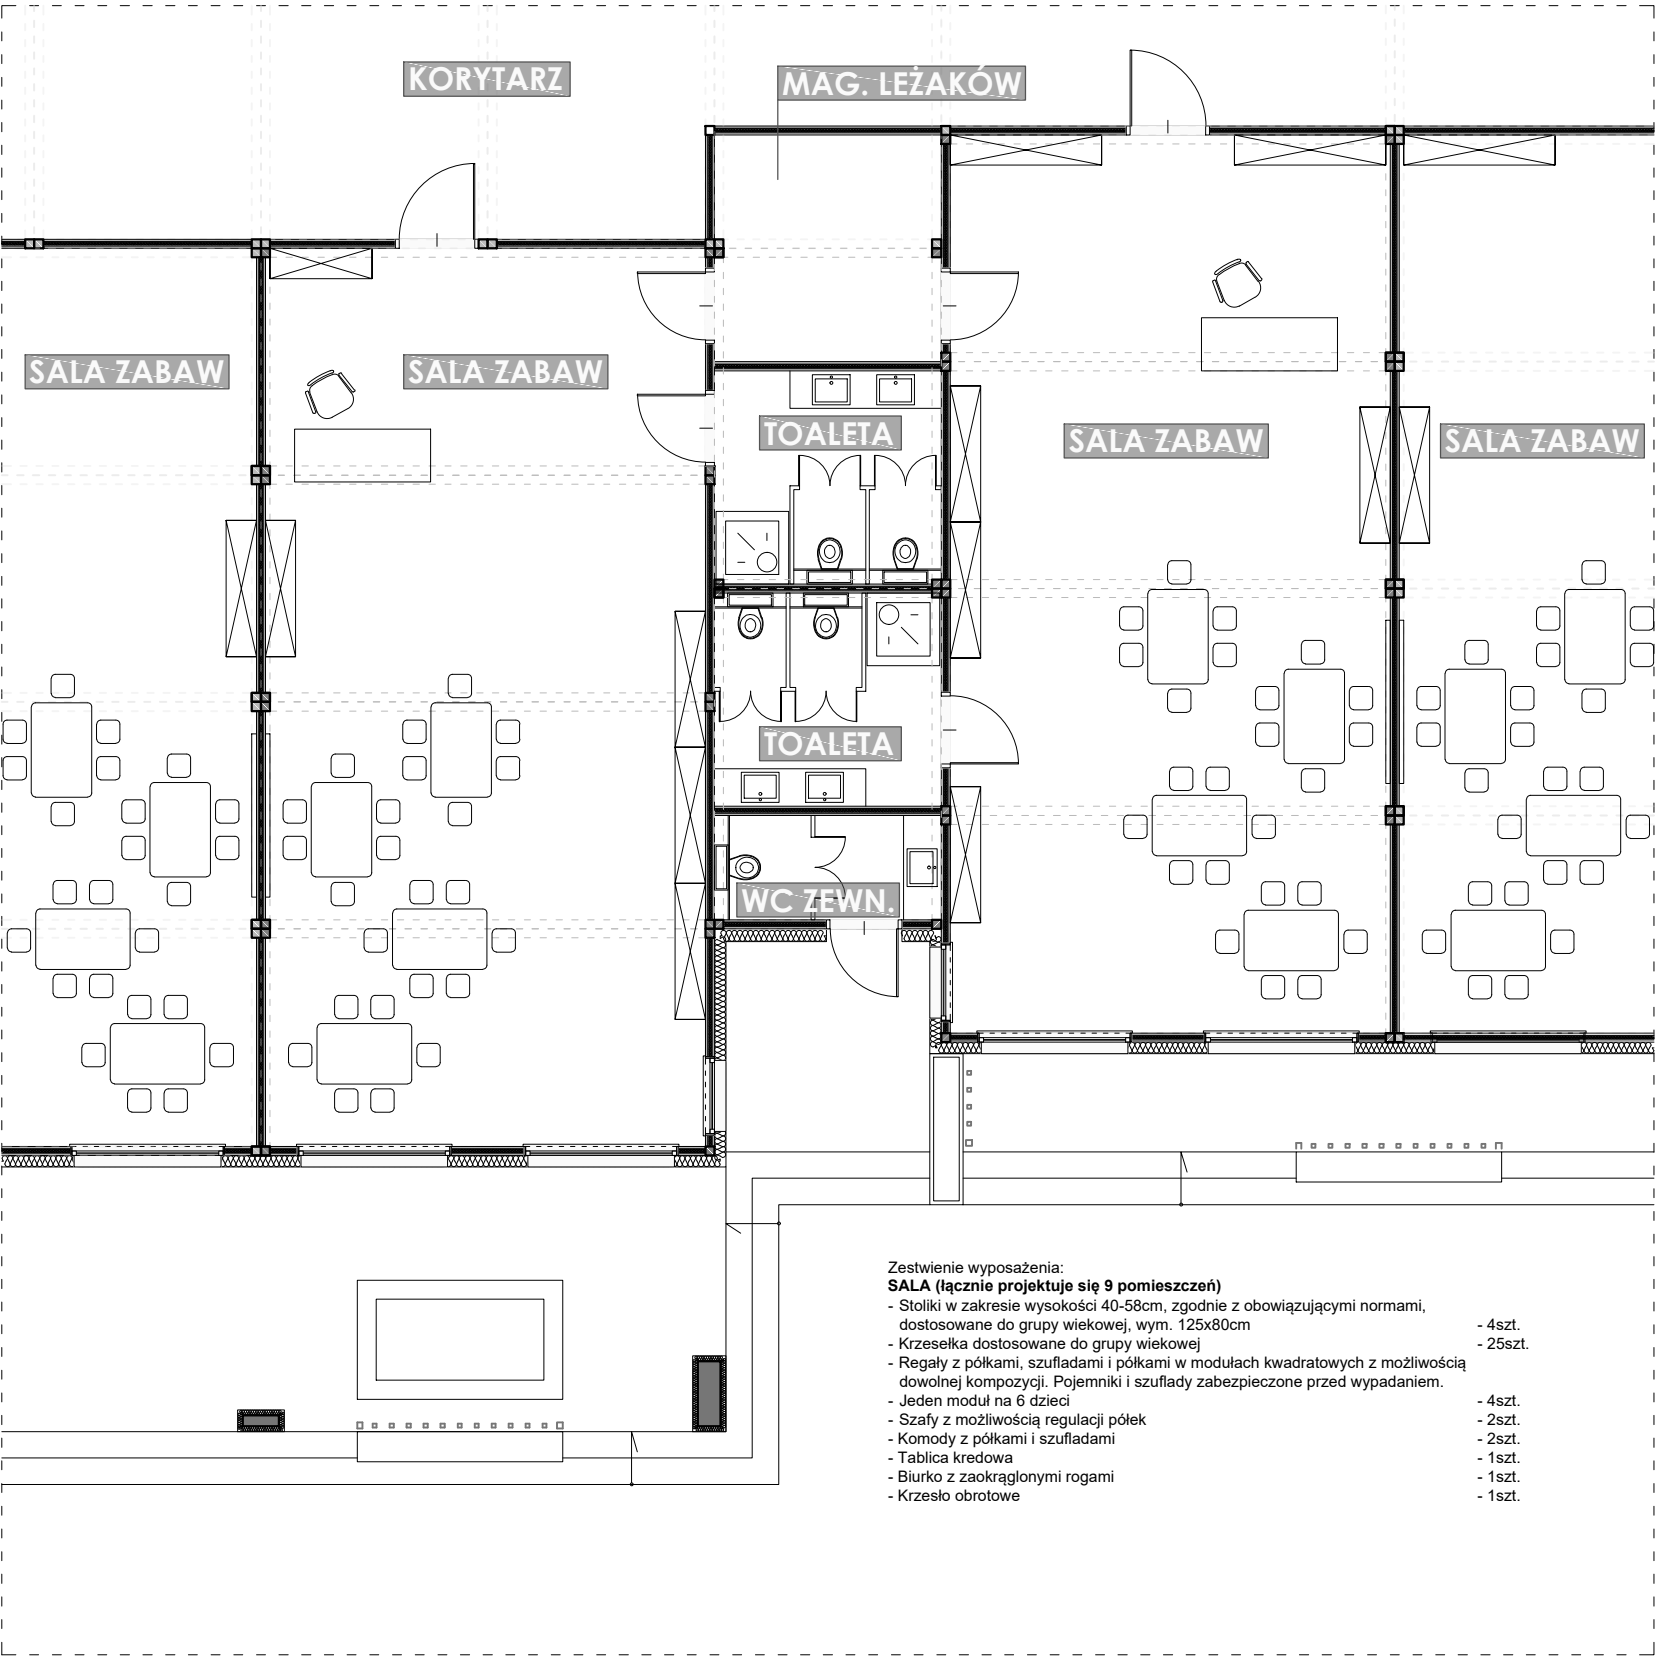 KORYTARZ
MAG. LEŻAKÓW
SALA ZABAW
SALA ZABAW
TOALETA
SALA ZABAW
SALA ZABAW
TOALETA
WC ZEWN.
Zestwienie wyposażenia:
SALA (łącznie projektuje się 9 pomieszczeń)
- Stoliki w zakresie wysokości 40-58cm, zgodnie z obowiązującymi normami,
dostosowane do grupy wiekowej, wym. 125x80cm - 4szt.
- Krzesełka dostosowane do grupy wiekowej - 25szt.
- Regały z półkami, szufladami i półkami w modułach kwadratowych z możliwością
dowolnej kompozycji. Pojemniki i szuflady zabezpieczone przed wypadaniem.
- Jeden moduł na 6 dzieci - 4szt.
- Szafy z możliwością regulacji półek - 2szt.
- Komody z półkami i szufladami - 2szt.
- Tablica kredowa - 1szt.
- Biurko z zaokrąglonymi rogami - 1szt.
- Krzesło obrotowe - 1szt.